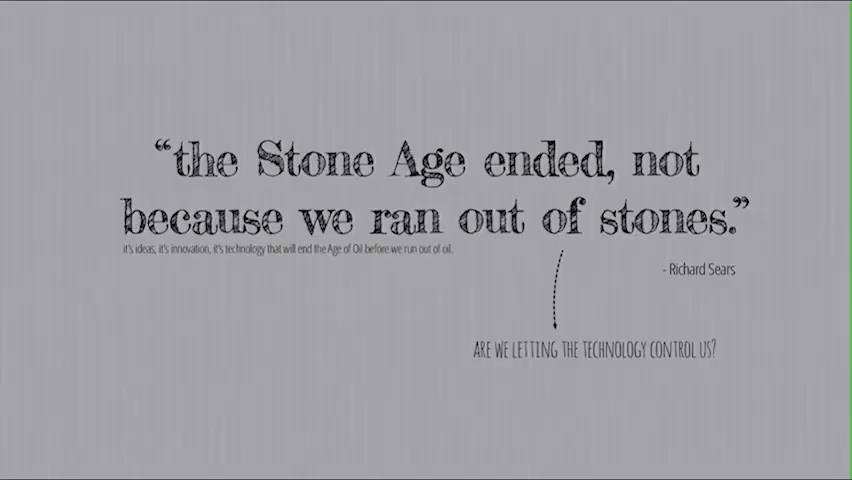 “the Stone Age ended, not
because we ran out of stones.”
it's ideas, it's innovation, it's technology that will end the Age of Oil before we run out of oil.
- Richard Sears
ARE WE LETTING THE TECHNOLOGY CONTROL US?